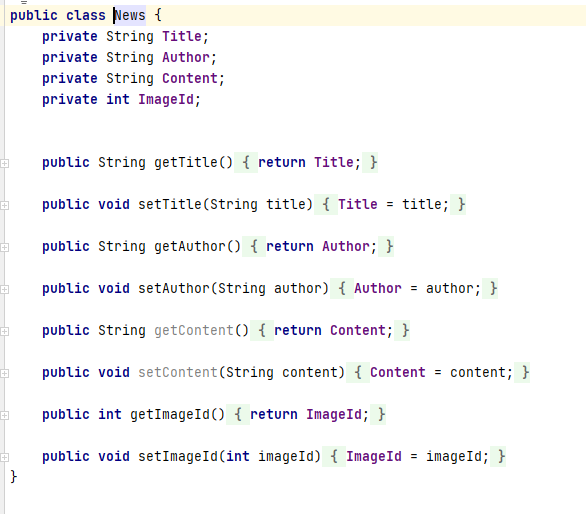 public class News {
private String Title;
private String Author;
private String Content;
private int ImageId;
public String getTitle() { return Title; }
public void setTitle(String title) { Title = title; }
public String getAuthor() { return Author; }
public void setAuthor(String author) { Author = author; }
public String getContent() { return Content; }
public void setContent(String content) { Content = content; }
public int getImageId() { return ImageId; }
public void setImageId(int imageId) { ImageId = imageId; }
}